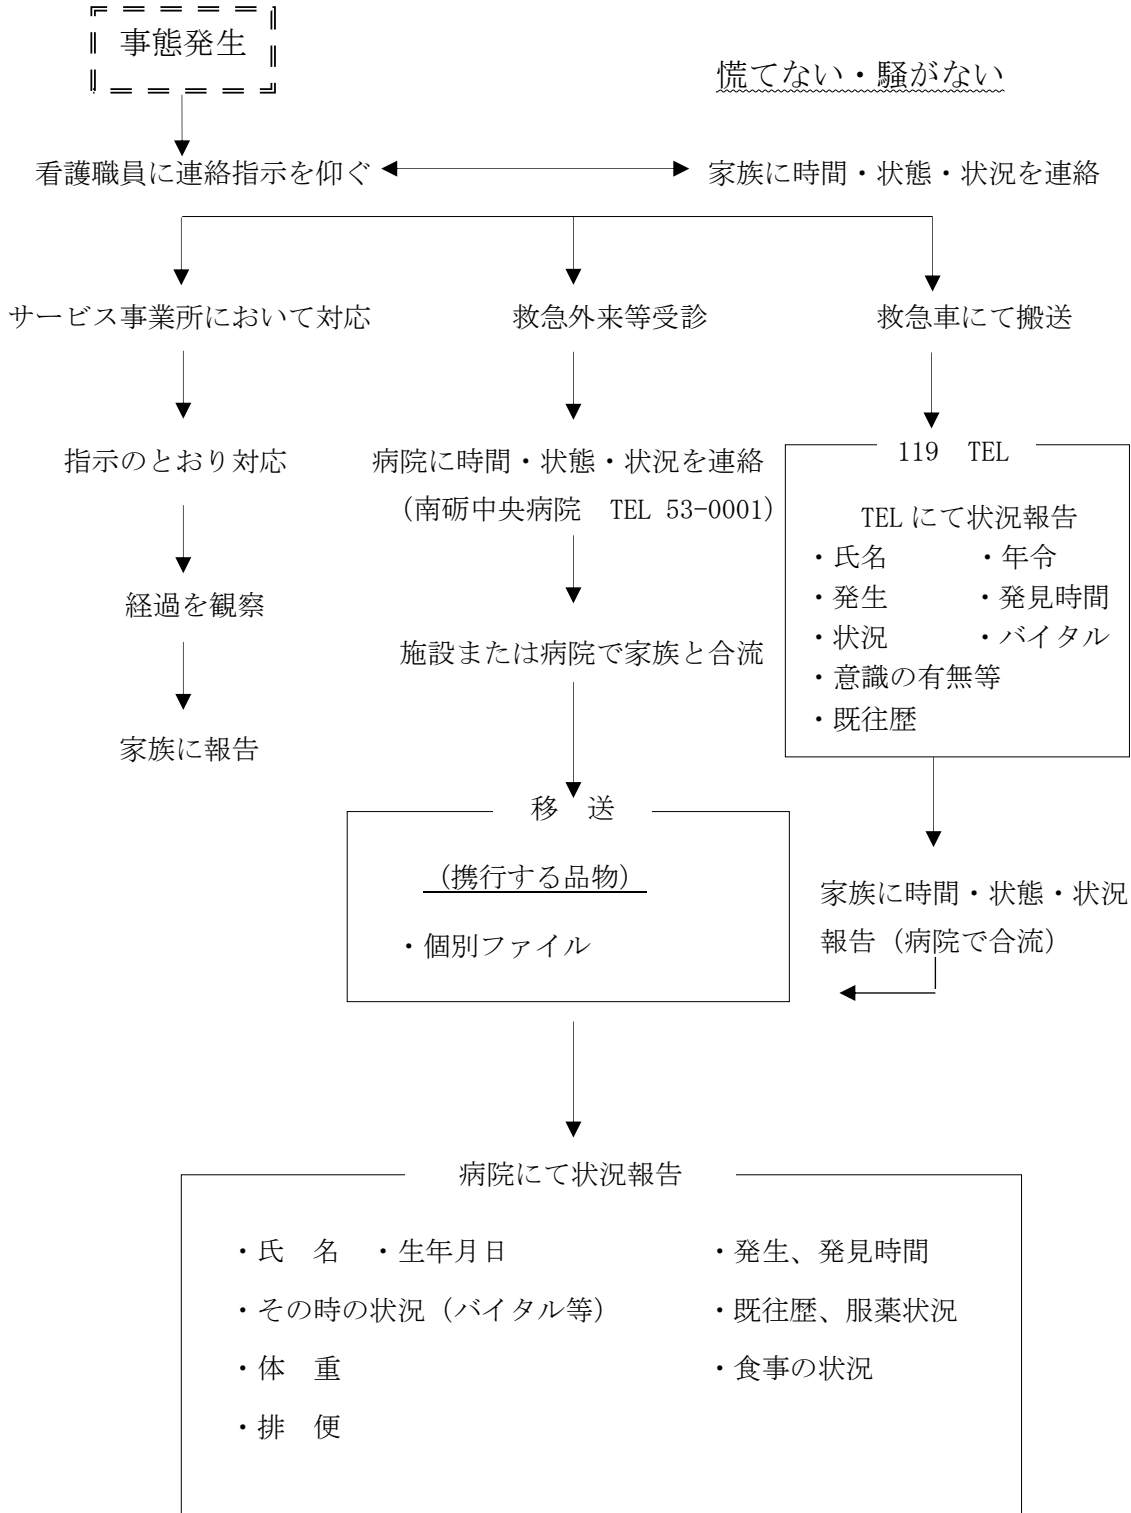 事態発生
慌てない・騒がない
看護職員に連絡指示を仰ぐ
家族に時間・状態・状況を連絡
サービス事業所において対応
救急外来等受診
救急車にて搬送
指示のとおり対応
病院に時間・状態・状況を連絡
（南砺中央病院　TEL 53-0001）
119　TEL
TELにて状況報告
・氏名　・年令
・発生　・発見時間
・状況　・バイタル
・意識の有無等
・既往歴
経過を観察
施設または病院で家族と合流
家族に報告
移　送
（携行する品物）
・個別ファイル
家族に時間・状態・状況
報告（病院で合流）
病院にて状況報告
・氏　名　・生年月日　・発生、発見時間
・その時の状況（バイタル等）　・既往歴、服薬状況
・体　重　・食事の状況
・排　便